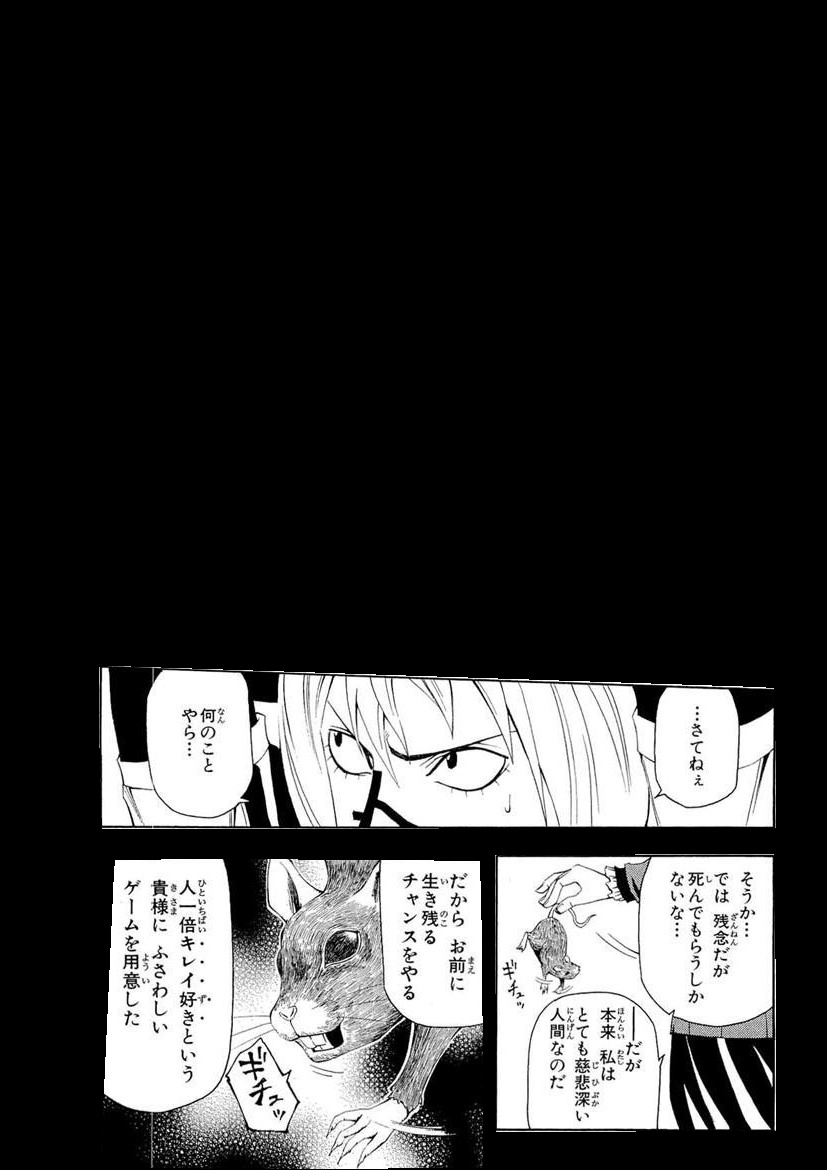 …さてねぇ
何のこと
やら…
そうか…
では 残念だが
死んでもらうしか
ないな…
ギチュッ
―だが
本来 私は
とても慈悲深い
人間なのだ
だから お前に
生き残る
チャンスをやる
ギチュッ
人一倍キレイ好きという
貴様に ふさわしい
ゲームを用意した